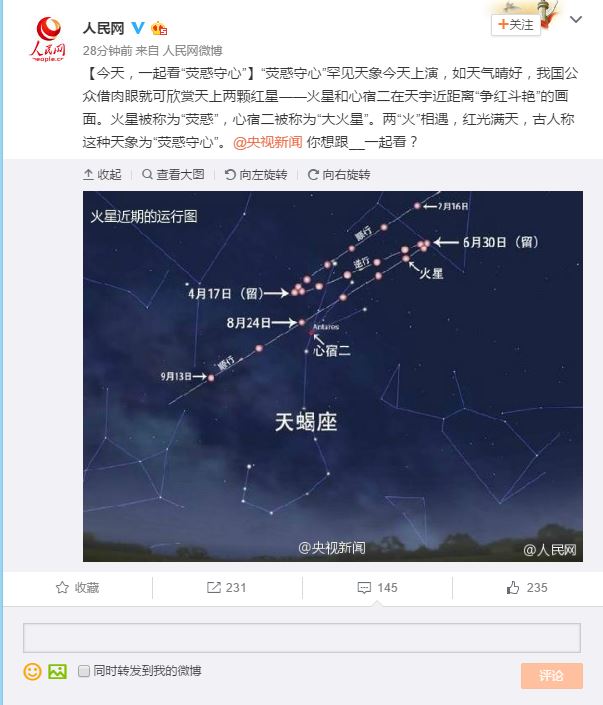 人民网
+关注
人民网
people.cn
28分钟前 来自 人民网微博
【今天，一起看“荧惑守心”】“荧惑守心”罕见天象今天上演，如天气晴好，我国公
众借肉眼就可欣赏天上两颗红星——火星和心宿二在天宇近距离“争红斗艳”的画
面。火星被称为“荧惑”，心宿二被称为“大火星”。两“火”相遇，红光满天，古人称
这种天象为“荧惑守心”。@央视新闻 你想跟__一起看？
收起
查看大图
向左旋转
向右旋转
火星近期的运行图
2月16日
顺行
6月30日（留）
逆行
火星
4月17日（留）
8月24日
Antares
心宿二
顺行
9月13日
天蝎座
@央视新闻
@人民网
收藏
231
145
235
同时转发到我的微博
评论